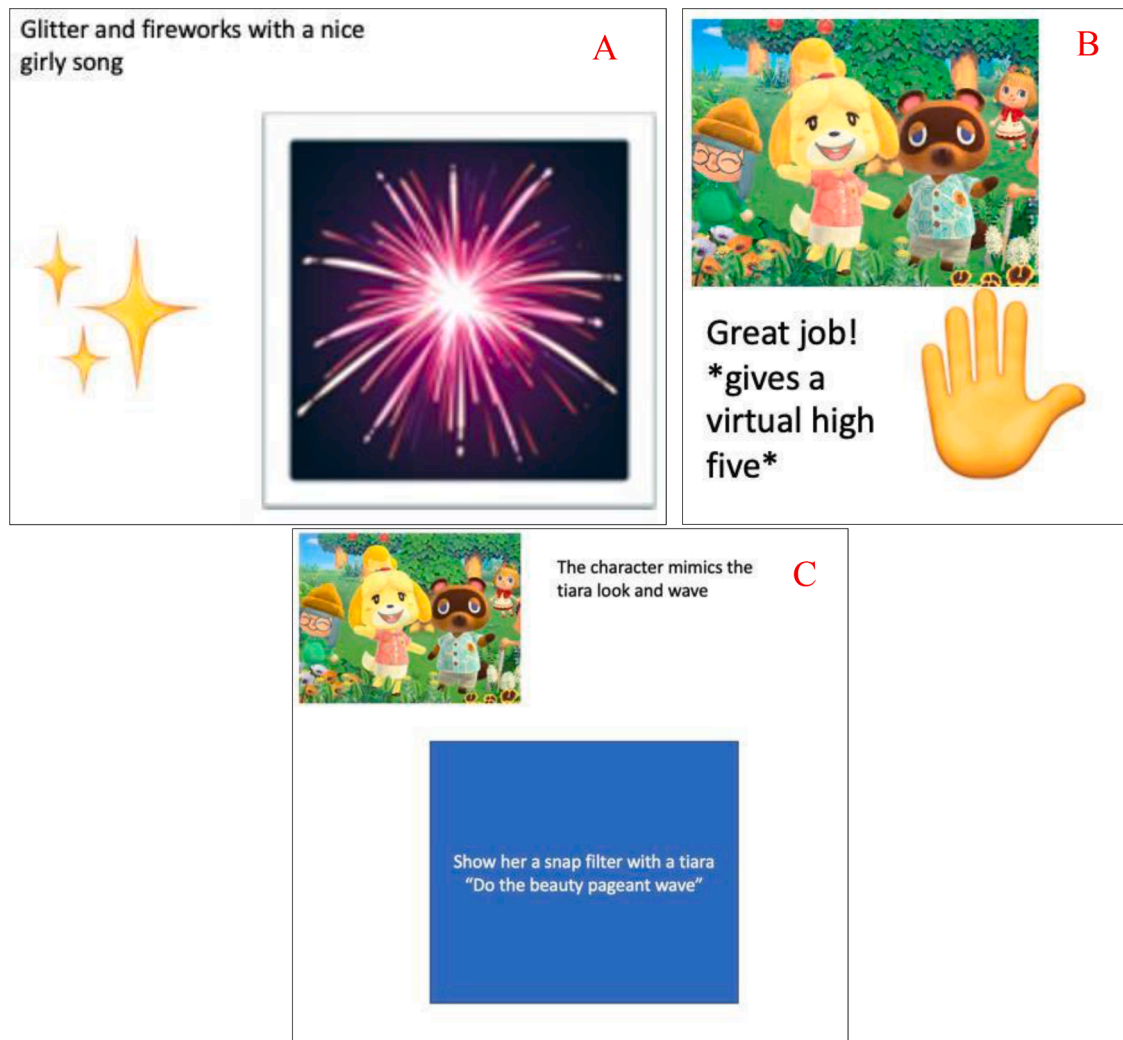 Glitter and fireworks with a nice
girly song
A
B
Great job!
*gives a
virtual high
five*
The character mimics the
tiara look and wave
C
Show her a snap filter with a tiara
“Do the beauty pageant wave”